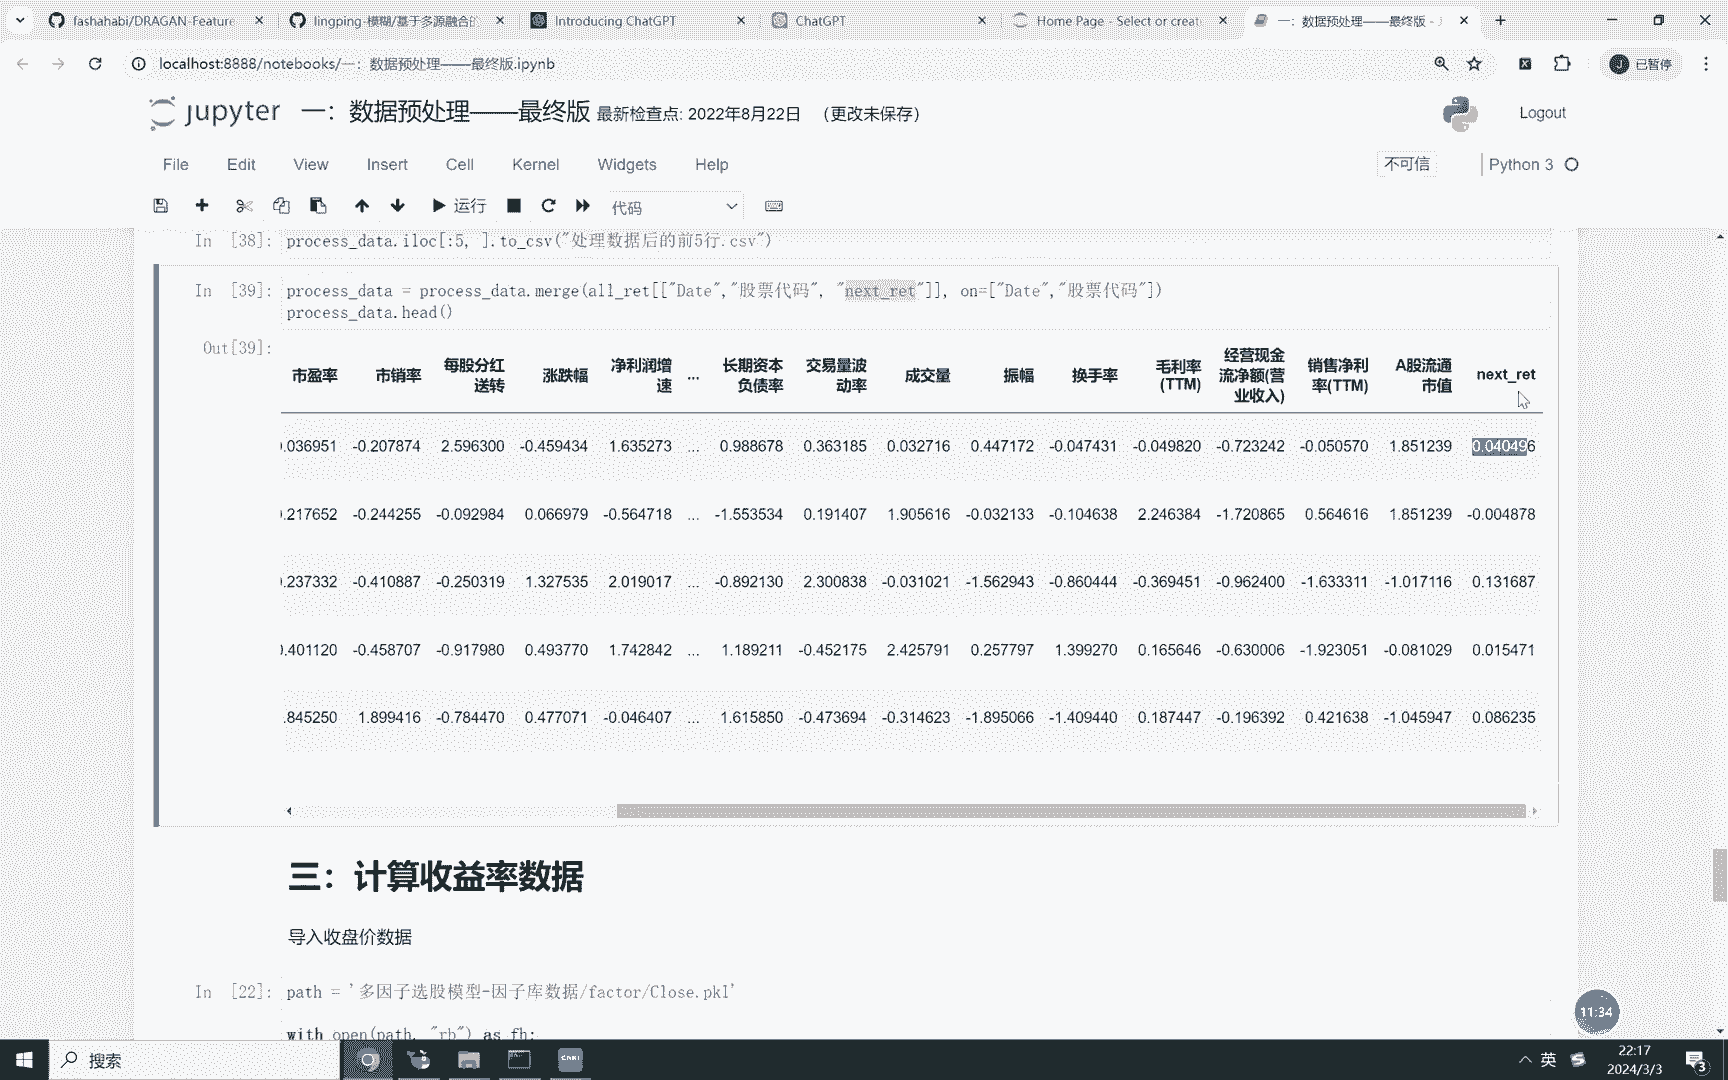 fashahabi/DRAGAN-Feature
lingping-模糊/基于多源融合的
Introducing ChatGPT
ChatGPT
Home Page - Select or creat
一：数据预处理——最终版 - J
localhost:8888/notebooks/一：数据预处理——最终版.ipynb
J 已暂停
jupyter 一：数据预处理——最终版 最新检查点: 2022年8月22日 （更改未保存）
Logout
File Edit View Insert Cell Kernel Widgets Help
不可信 Python 3
运行 代码
In [38]: process_data.iloc[:5, ].to_csv("处理数据后的前5行.csv")
In [39]: process_data = process_data.merge(all_ret[["Date","股票代码", "next_ret"]], on=["Date","股票代码"])
process_data.head()
Out[39]:
市盈率 市销率 每股分红送转 涨跌幅 净利润增速 ... 长期资本负债率 交易量波动率 成交量 振幅 换手率 毛利率(TTM) 经营现金流净额(营业收入) 销售净利率(TTM) A股流通市值 next_ret
.036951 -0.207874 2.596300 -0.459434 1.635273 ... 0.988678 0.363185 0.032716 0.447172 -0.047431 -0.049820 -0.723242 -0.050570 1.851239 0.040496
.217652 -0.244255 -0.092984 0.066979 -0.564718 ... -1.553534 0.191407 1.905616 -0.032133 -0.104638 2.246384 -1.720865 0.564616 1.851239 -0.004878
.237332 -0.410887 -0.250319 1.327535 2.019017 ... -0.892130 2.300838 -0.031021 -1.562943 -0.860444 -0.369451 -0.962400 -1.633311 -1.017116 0.131687
.401120 -0.458707 -0.917980 0.493770 1.742842 ... 1.189211 -0.452175 2.425791 0.257797 1.399270 0.165646 -0.630006 -1.923051 -0.081029 0.015471
.845250 1.899416 -0.784470 0.477071 -0.046407 ... 1.615850 -0.473694 -0.314623 -1.895066 -1.409440 0.187447 -0.196392 0.421638 -1.045947 0.086235
三：计算收益率数据
导入收盘价数据
In [22]: path = '多因子选股模型-因子库数据/factor/Close.pkl'
with open(path, "rb") as fh:
11:34
搜索
CNKI
英
22:17
2024/3/3
3